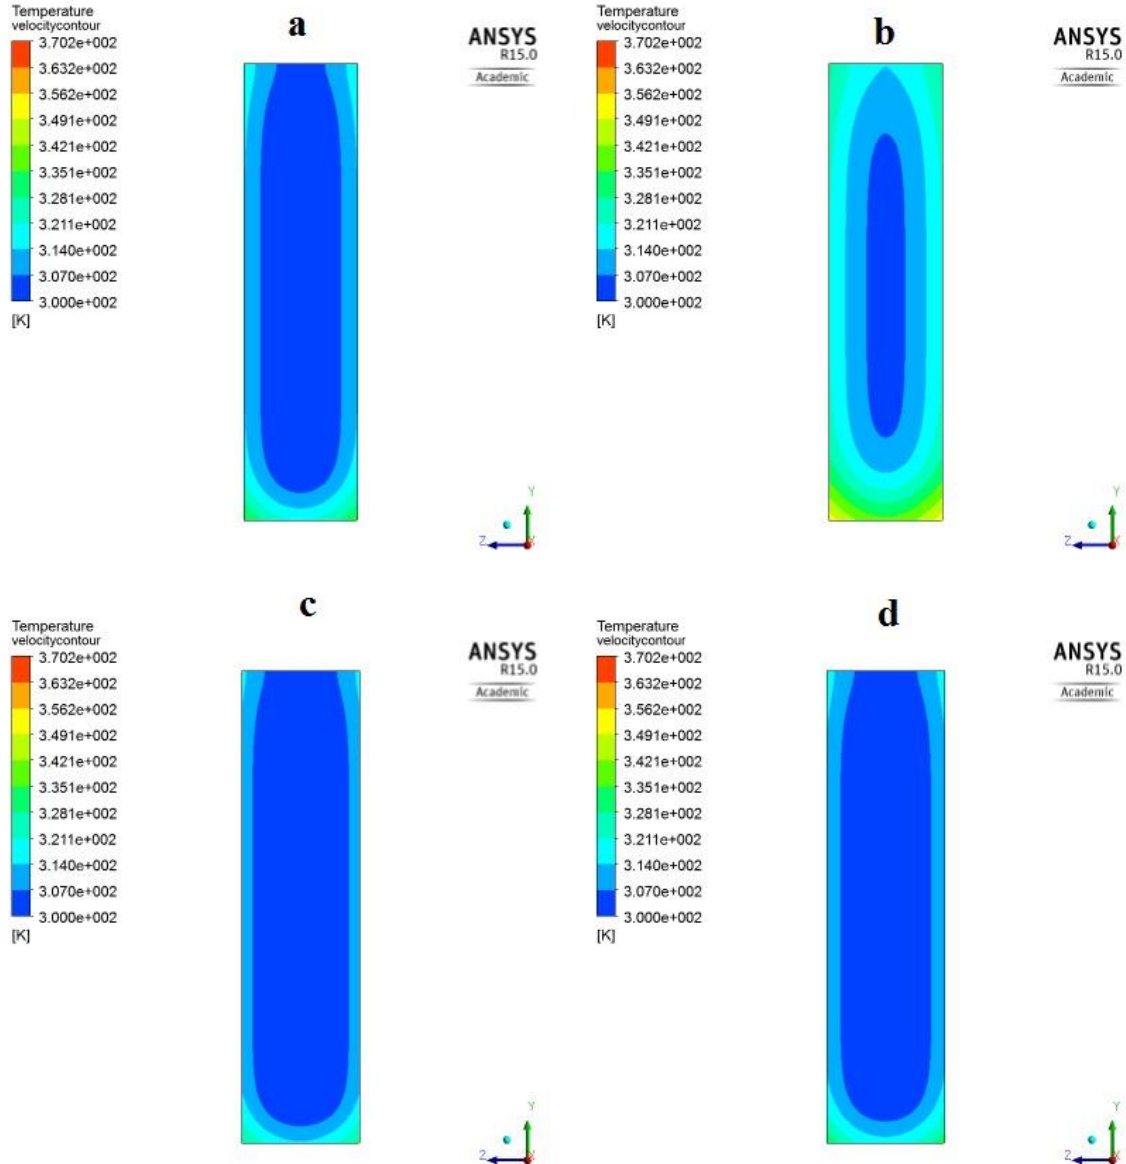 a
Temperature
velocitycontour
3.702e+002
3.632e+002
3.562e+002
3.491e+002
3.421e+002
3.351e+002
3.281e+002
3.211e+002
3.140e+002
3.070e+002
3.000e+002
[K]
ANSYS
R15.0
Academic
Y
Z
X
b
Temperature
velocitycontour
3.702e+002
3.632e+002
3.562e+002
3.491e+002
3.421e+002
3.351e+002
3.281e+002
3.211e+002
3.140e+002
3.070e+002
3.000e+002
[K]
ANSYS
R15.0
Academic
Y
Z
X
c
Temperature
velocitycontour
3.702e+002
3.632e+002
3.562e+002
3.491e+002
3.421e+002
3.351e+002
3.281e+002
3.211e+002
3.140e+002
3.070e+002
3.000e+002
[K]
ANSYS
R15.0
Academic
Y
Z
d
Temperature
velocitycontour
3.702e+002
3.632e+002
3.562e+002
3.491e+002
3.421e+002
3.351e+002
3.281e+002
3.211e+002
3.140e+002
3.070e+002
3.000e+002
[K]
ANSYS
R15.0
Academic
Y
Z